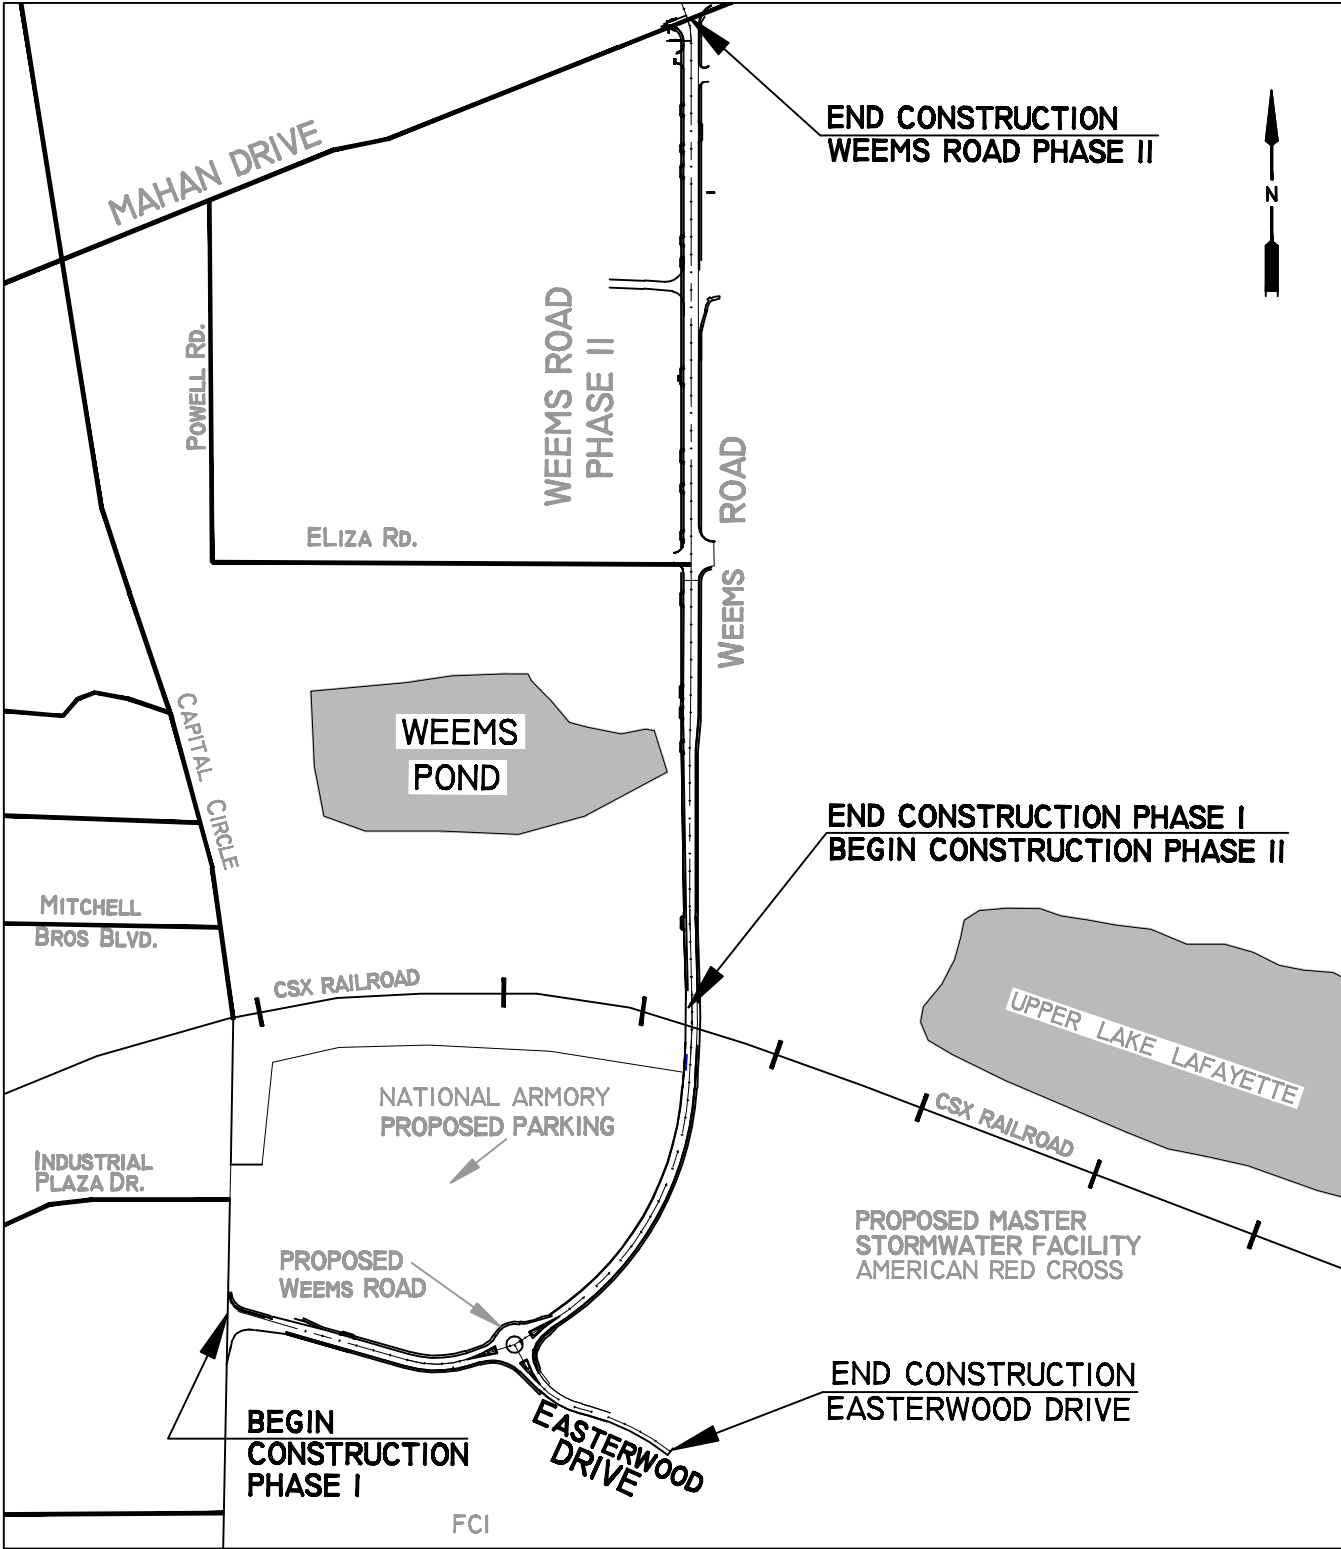 END CONSTRUCTION
WEEMS ROAD PHASE II
MAHAN DRIVE
N
POWELL RD.
WEEMS ROAD
PHASE II
WEEMS ROAD
ELIZA RD.
CAPITAL CIRCLE
WEEMS
POND
END CONSTRUCTION PHASE I
BEGIN CONSTRUCTION PHASE II
MITCHELL
BROS BLVD.
CSX RAILROAD
UPPER LAKE LAFAYETTE
NATIONAL ARMORY
PROPOSED PARKING
CSX RAILROAD
INDUSTRIAL
PLAZA DR.
PROPOSED MASTER
STORMWATER FACILITY
AMERICAN RED CROSS
PROPOSED
WEEMS ROAD
END CONSTRUCTION
EASTERWOOD DRIVE
BEGIN
CONSTRUCTION
PHASE I
EASTERWOOD
DRIVE
FCI